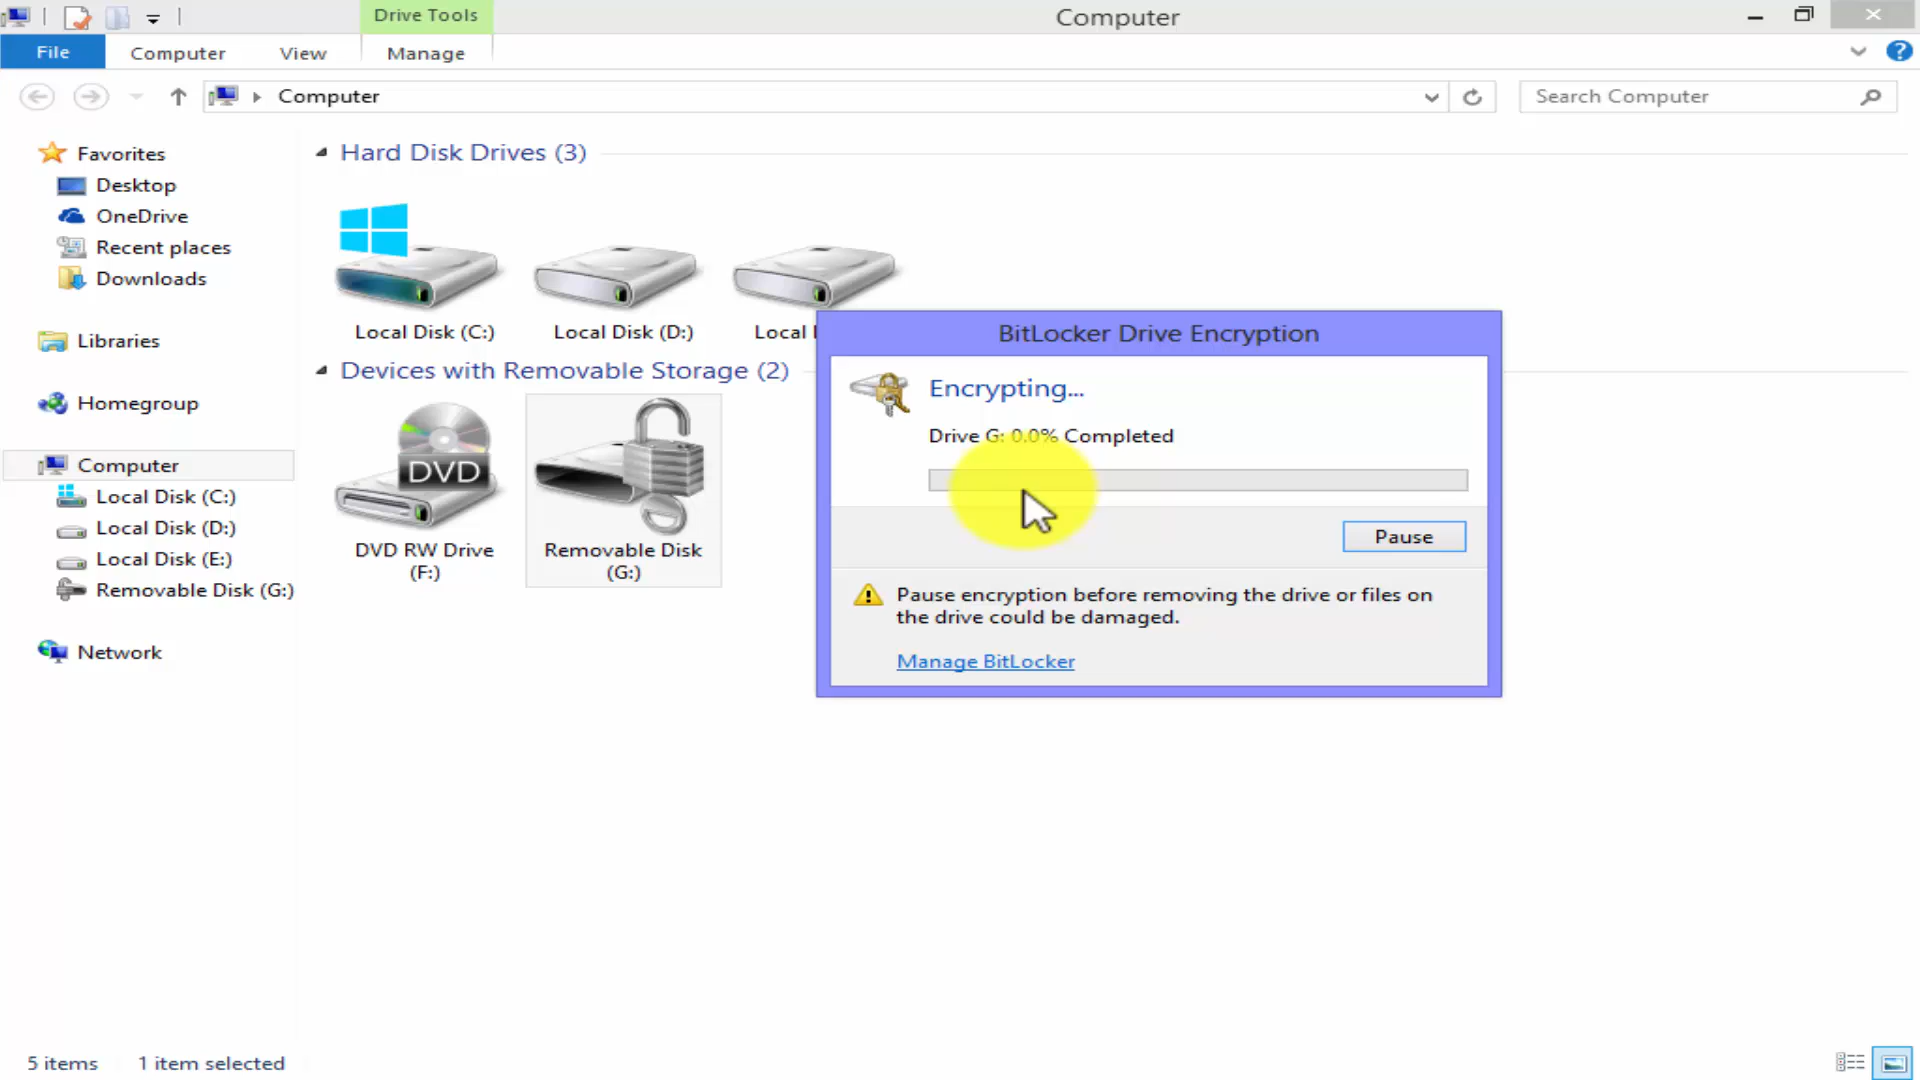 Drive Tools
Computer
File
Computer
View
Manage
Computer
Search Computer
Favorites
Desktop
OneDrive
Recent places
Downloads
Libraries
Homegroup
Computer
Local Disk (C:)
Local Disk (D:)
Local Disk (E:)
Removable Disk (G:)
Network
Hard Disk Drives (3)
Local Disk (C:)
Local Disk (D:)
Local
Devices with Removable Storage (2)
DVD
DVD RW Drive
(F:)
Removable Disk
(G:)
BitLocker Drive Encryption
Encrypting...
Drive G: 0.0% Completed
Pause
Pause encryption before removing the drive or files on
the drive could be damaged.
Manage BitLocker
5 items
1 item selected